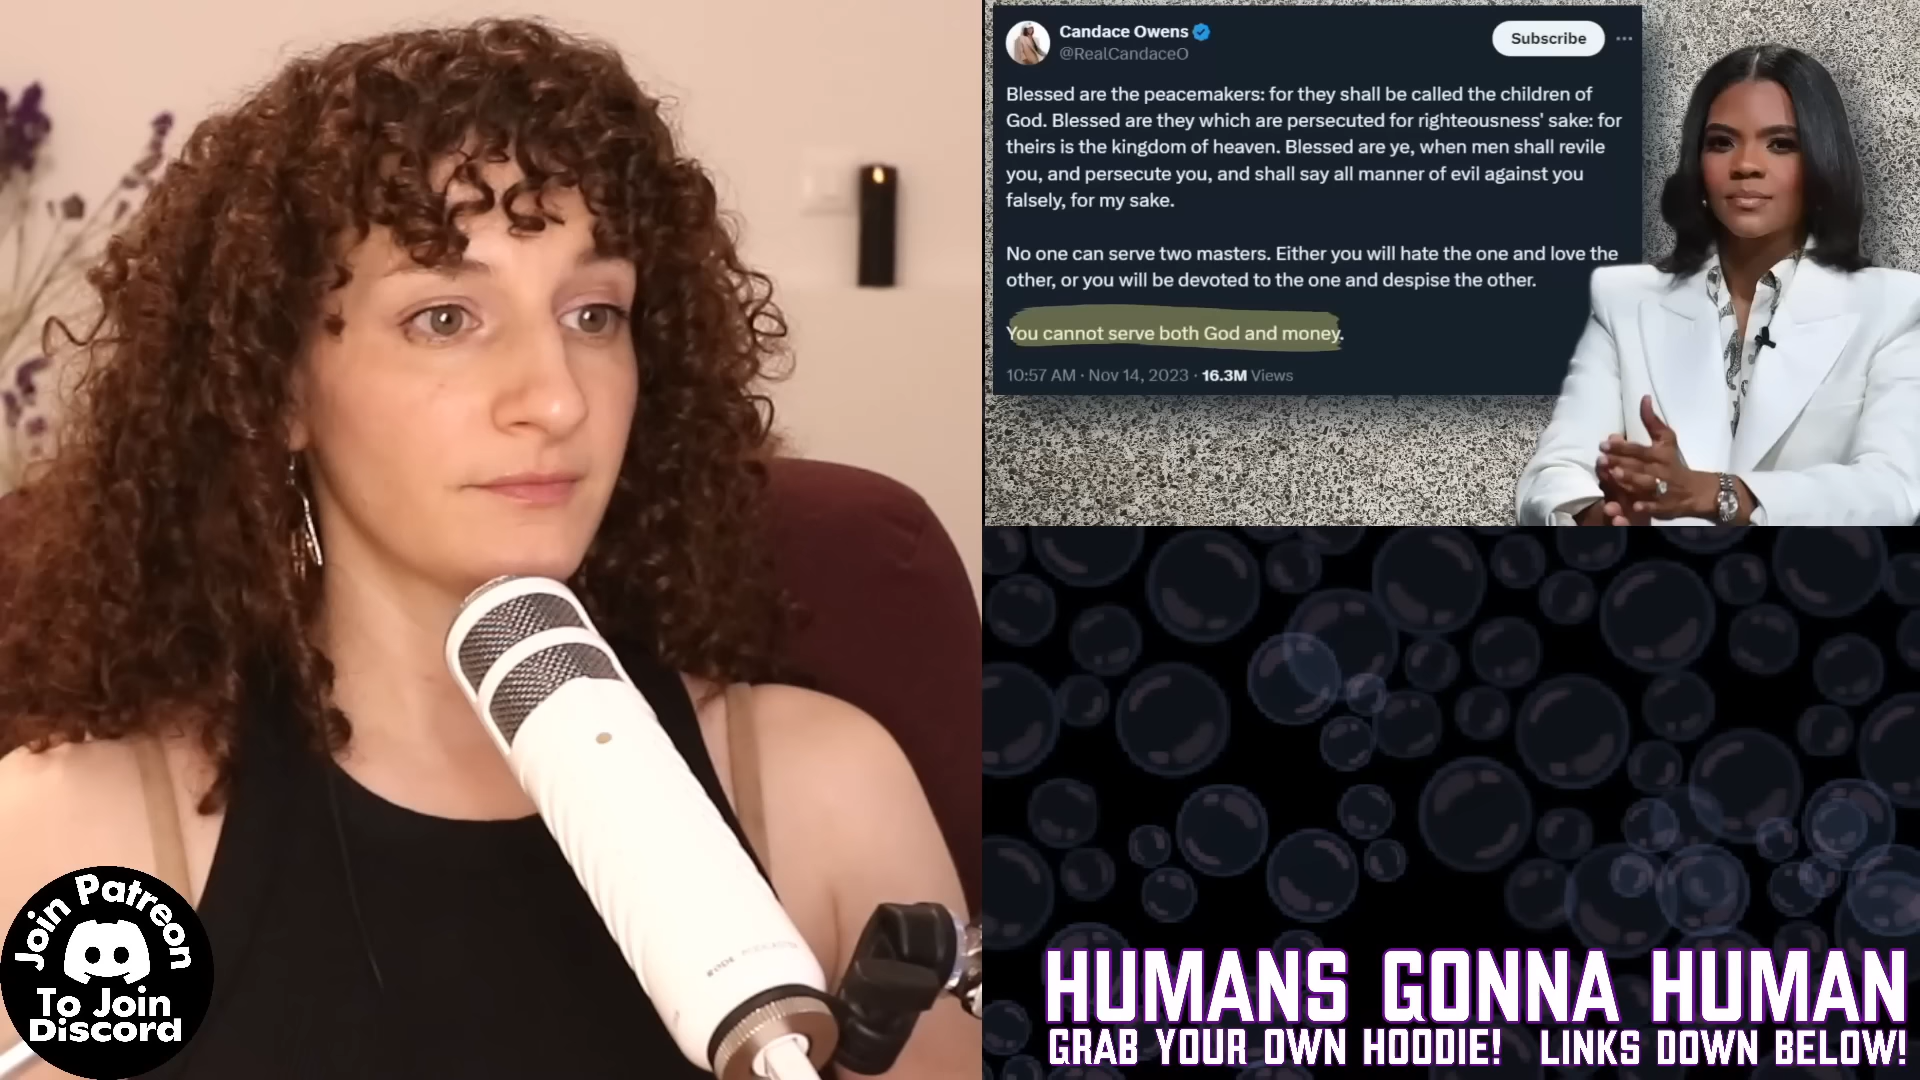 Candace Owens
@RealCandaceO
Subscribe
Blessed are the peacemakers: for they shall be called the children of
God. Blessed are they which are persecuted for righteousness' sake: for
theirs is the kingdom of heaven. Blessed are ye, when men shall revile
you, and persecute you, and shall say all manner of evil against you
falsely, for my sake.
No one can serve two masters. Either you will hate the one and love the
other, or you will be devoted to the one and despise the other.
You cannot serve both God and money.
10:57 AM · Nov 14, 2023 · 16.3M Views
Join Patreon
To Join
Discord
HUMANS GONNA HUMAN
GRAB YOUR OWN HOODIE! LINKS DOWN BELOW!